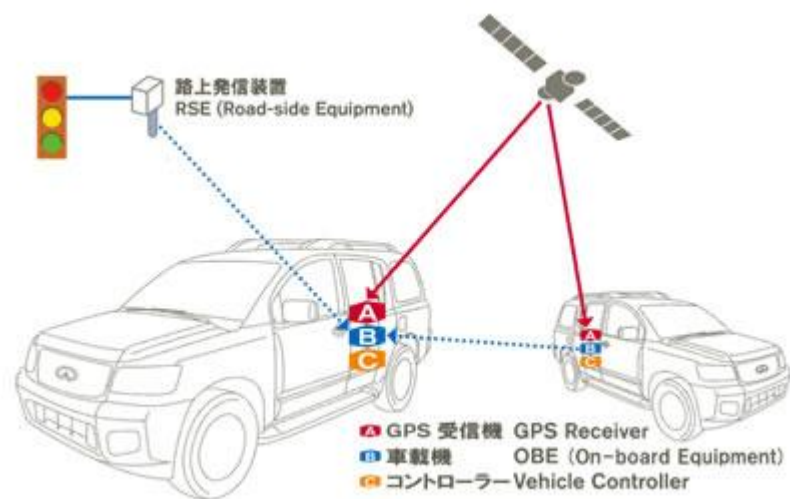 路上発信装置
RSE (Road-side Equipment)
A
B
C
A
B
C
A GPS 受信機 GPS Receiver
B 車載機 OBE (On-board Equipment)
C コントローラー Vehicle Controller